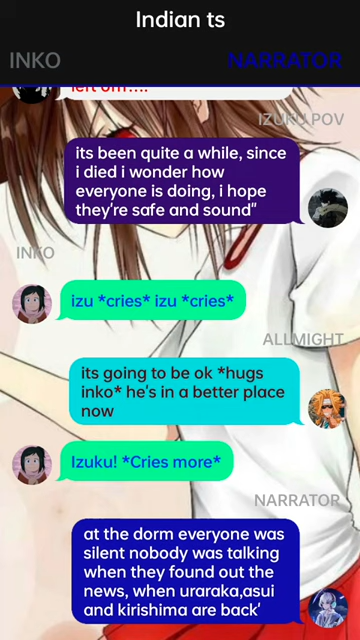 Indian ts
INKO
NARRATOR
left off....
IZUKU POV
its been quite a while, since
i died i wonder how
everyone is doing, i hope
they're safe and sound"
INKO
izu *cries* izu *cries*
ALLMIGHT
its going to be ok *hugs
inko* he's in a better place
now
Izuku! *Cries more*
NARRATOR
at the dorm everyone was
silent nobody was talking
when they found out the
news, when uraraka,asui
and kirishima are back'